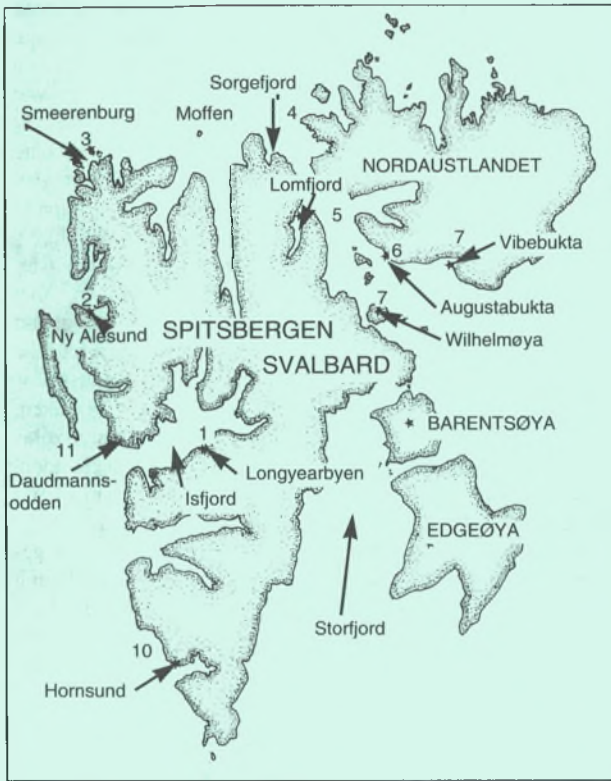 Sorgefjord
Smeerenburg
Moffen
4
3
NORDAUSTLANDET
Lomfjord
5
7
Vibebukta
6
2
7
Augustabukta
Ny Alesund
SPITSBERGEN
Wilhelmøya
SVALBARD
BARENTSØYA
11
1
Daudmanns-
odden
Longyearbyen
Isfjord
EDGEØYA
Storfjord
10
Hornsund